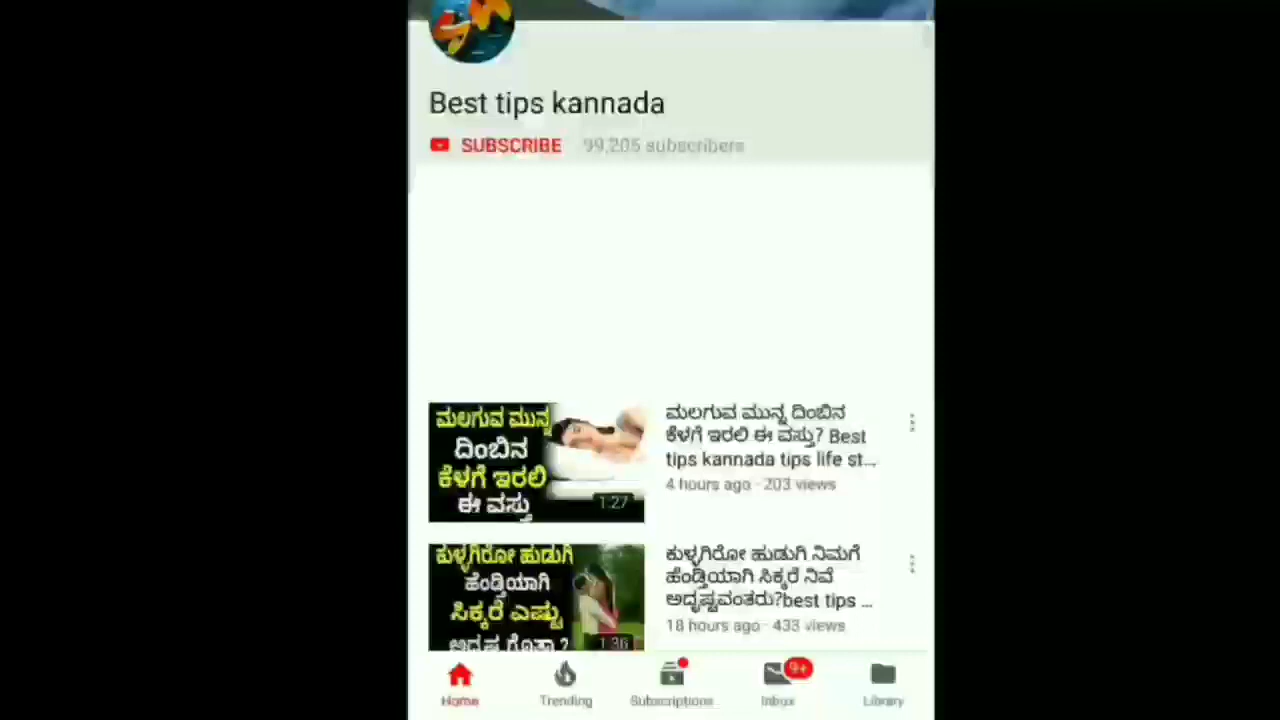 Best tips kannada
SUBSCRIBE 99,205 subscribers
ಮಲಗುವ ಮುನ್ನ
ದಿಂಬಿನ
ಕೆಳಗೆ ಇರಲಿ
ಈ ವಸ್ತು
1:27
ಮಲಗುವ ಮುನ್ನ ದಿಂಬಿನ
ಕೆಳಗೆ ಇರಲಿ ಈ ವಸ್ತು? Best
tips kannada tips life st...
4 hours ago · 203 views
ಕುಳ್ಳಗಿರೋ ಹುಡುಗಿ
ಹೆಂಡ್ತಿಯಾಗಿ
ಸಿಕ್ಕರೆ ಎಷ್ಟು
1:36
ಕುಳ್ಳಗಿರೋ ಹುಡುಗಿ ನಿಮಗೆ
ಹೆಂಡ್ತಿಯಾಗಿ ಸಿಕ್ಕರೆ ನಿವೆ
ಅದೃಷ್ಟವಂತರು?best tips ...
18 hours ago · 433 views
Home Trending Subscriptions Inbox 9+ Library